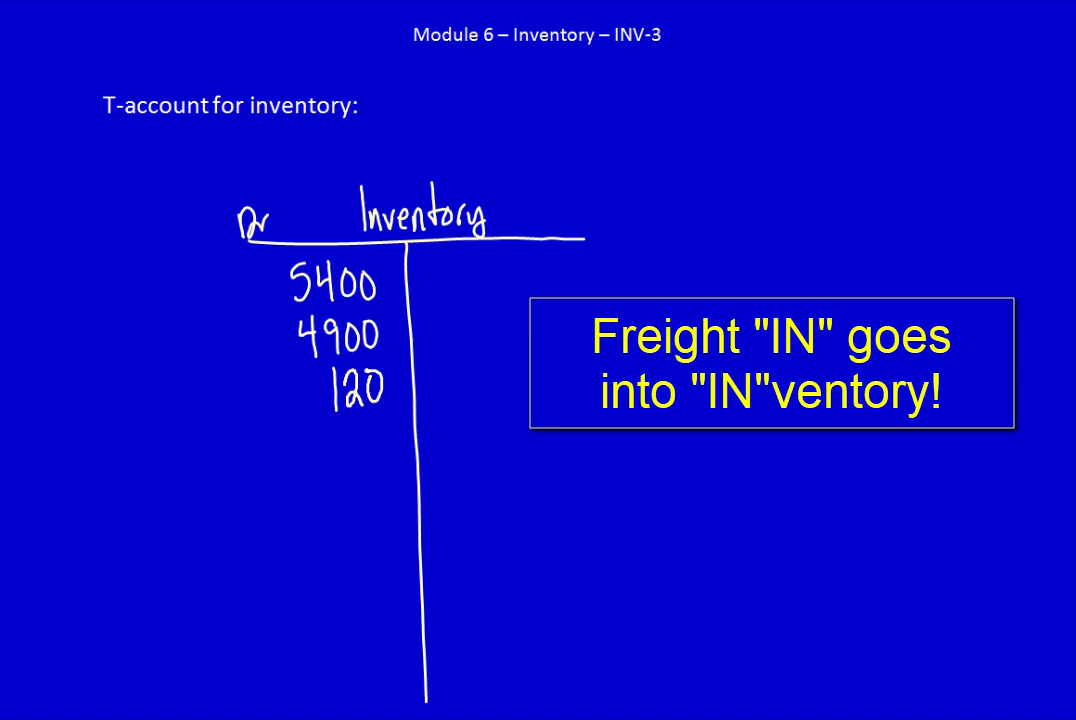 Module 6 – Inventory – INV-3
T-account for inventory:
Dr Inventory
5400
4900
120
Freight "IN" goes
into "IN"ventory!